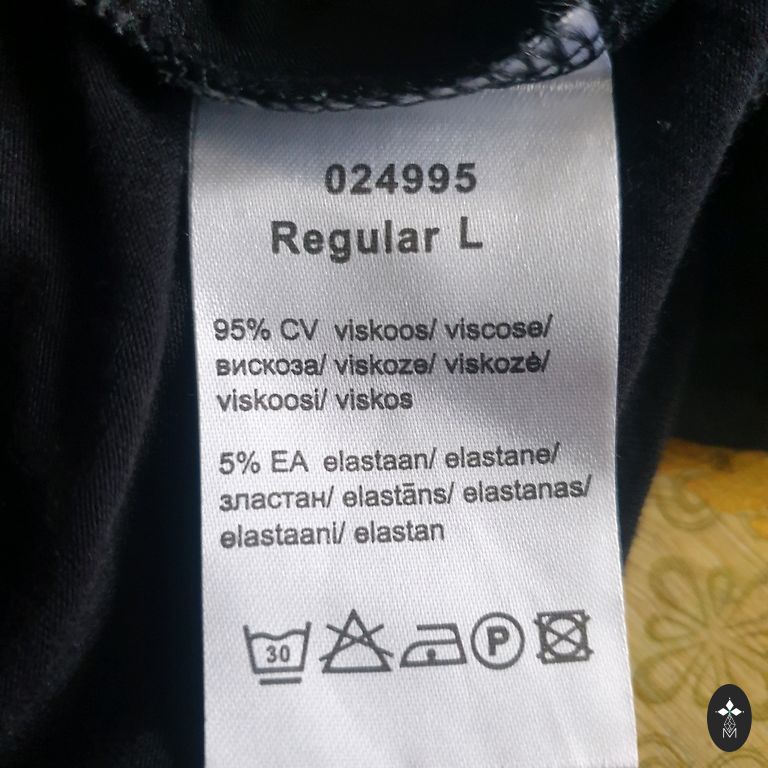 024995
Regular L
95% CV viskoos/ viscose/
вискоза/ viskoze/ viskozė/
viskoosi/ viskos
5% EA elastaan/ elastane/
эластан/ elastāns/ elastanas/
elastaani/ elastan
30 P
M